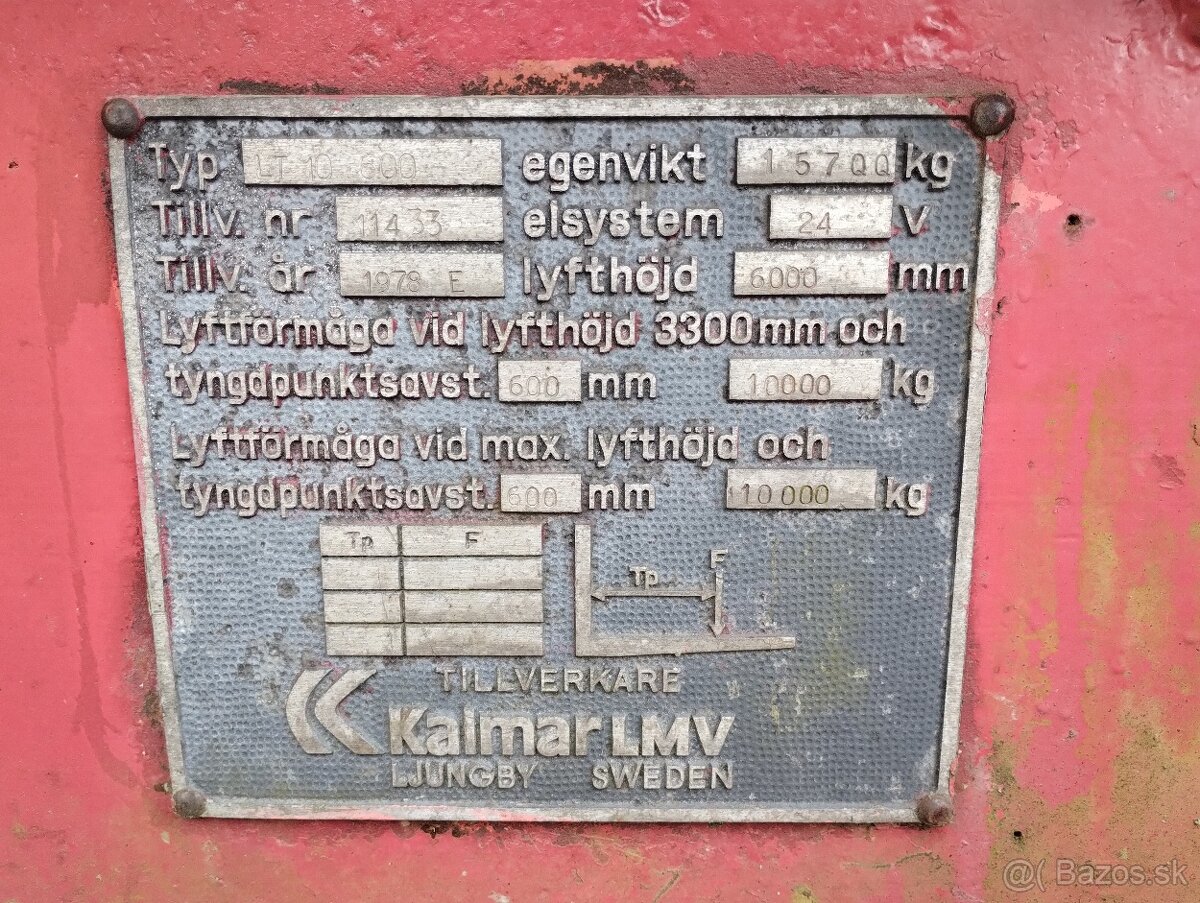 Typ LT 10-600 egenvikt 15700 kg
Tillv. nr 11433 elsystem 24 V
Tillv. år 1978 E lyfthöjd 6000 mm
Lyftförmåga vid lyfthöjd 3300mm och
tyngdpunktsavst. 600 mm 10000 kg
Lyftförmåga vid max. lyfthöjd och
tyngdpunktsavst. 600 mm 10000 kg
Tp F
F
Tp
TILLVERKARE
Kalmar LMV
LJUNGBY SWEDEN
@( Bazos.sk